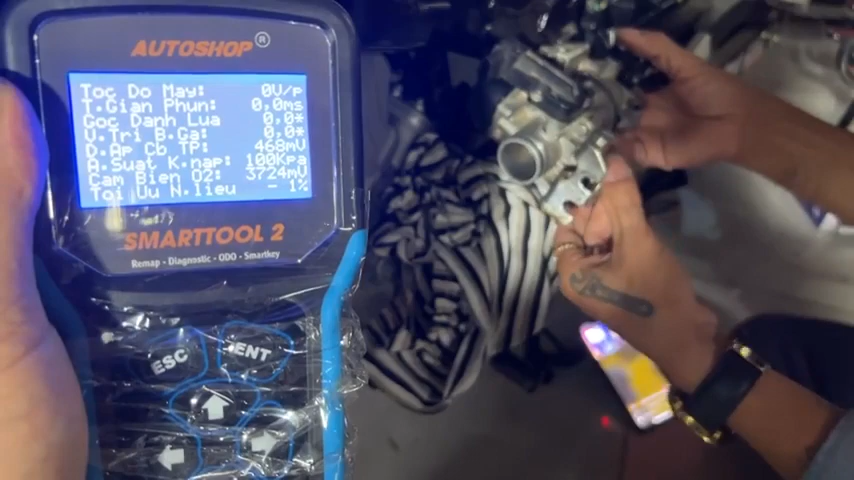 AUTOSHOP®
Toc Do May: 0V/p
T.Gian Phun: 0,0ms
Goc Danh Lua 0,0*
V.Tri B.Ga: 0,0*
D.Ap Cb TP: 468mV
A.Suat K.nap: 100Kpa
Cam Bien O2: 3724mV
Toi Uu N.lieu - 1%
SMARTTOOL 2
Remap - Diagnostic - ODO - Smartkey
ESC
ENT